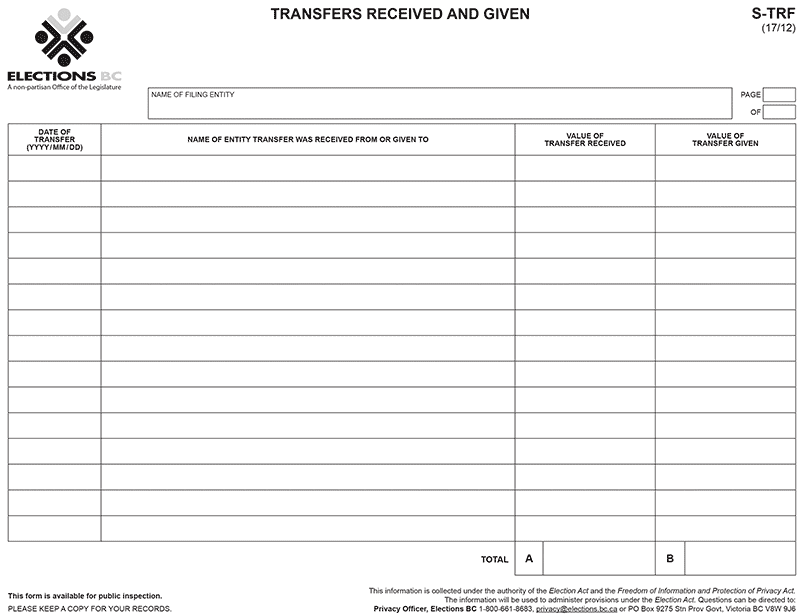 TRANSFERS RECEIVED AND GIVEN
S-TRF
(17/12)
ELECTIONS BC
A non-partisan Office of the Legislature
NAME OF FILING ENTITY
PAGE
OF
DATE OF
TRANSFER
(YYYY/MM/DD)
NAME OF ENTITY TRANSFER WAS RECEIVED FROM OR GIVEN TO
VALUE OF
TRANSFER RECEIVED
VALUE OF
TRANSFER GIVEN
TOTAL
A
B
This form is available for public inspection.
PLEASE KEEP A COPY FOR YOUR RECORDS.
This information is collected under the authority of the Election Act and the Freedom of Information and Protection of Privacy Act.
The information will be used to administer provisions under the Election Act. Questions can be directed to:
Privacy Officer, Elections BC 1-800-661-8683, privacy@elections.bc.ca or PO Box 9275 Stn Prov Govt, Victoria BC V8W 9J6